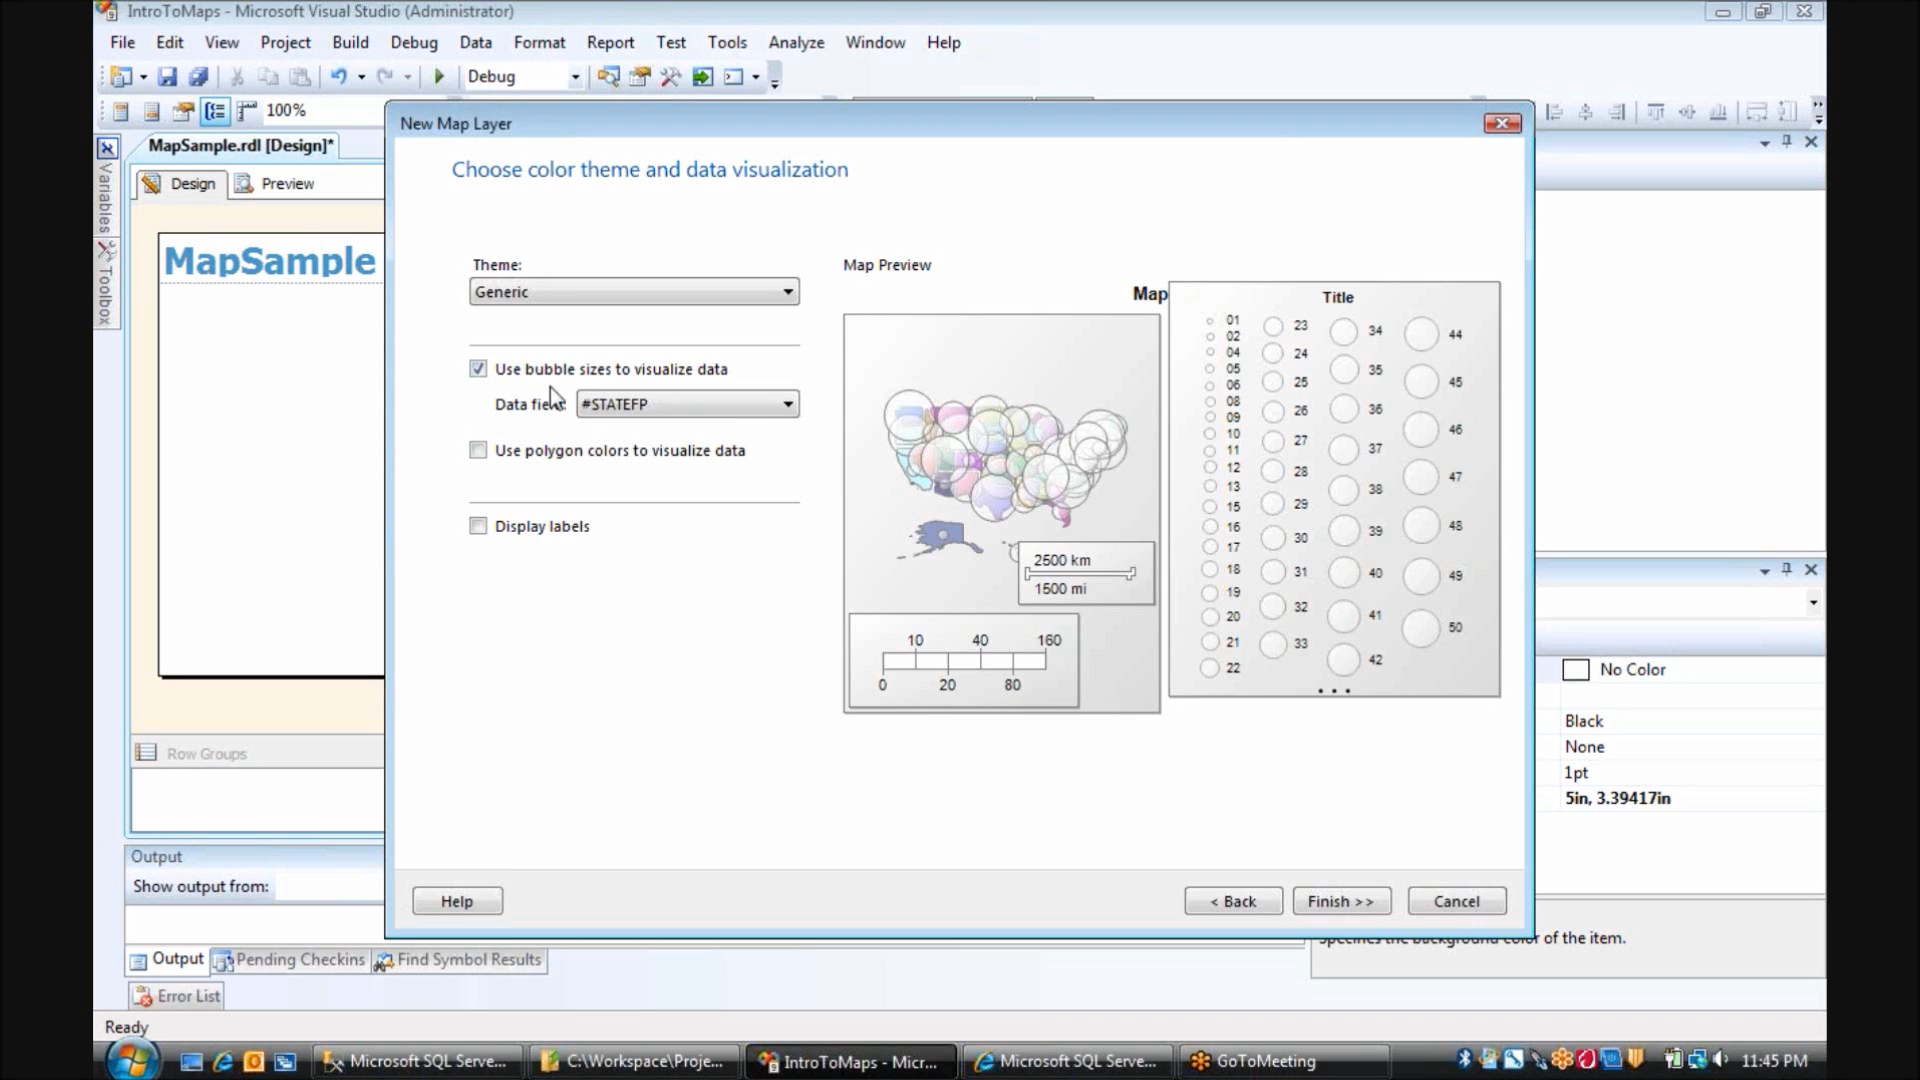 IntroToMaps - Microsoft Visual Studio (Administrator)
File Edit View Project Build Debug Data Format Report Test Tools Analyze Window Help
Debug
100%
New Map Layer
MapSample.rdl [Design]*
Choose color theme and data visualization
Design Preview
Variables
Toolbox
MapSample
Theme:
Generic
Map Preview
Map
Title
Use bubble sizes to visualize data
Data field:
#STATEFP
Use polygon colors to visualize data
Display labels
01 23 34 44
02 24 35 45
04 25 36 46
05 26 37 47
06 27 38 48
08 28 39 49
09 29 40 50
10 30 41
11 31 42
12 32
13 33
15
16
17
18
19
20
21
22
...
2500 km
1500 mi
10 40 160
0 20 80
No Color
Black
None
1pt
5in, 3.39417in
Row Groups
Output
Show output from:
Help
< Back
Finish >>
Cancel
Specifies the background color of the item.
Output Pending Checkins Find Symbol Results
Error List
Ready
Microsoft SQL Serve... C:\Workspace\Proje... IntroToMaps - Micr... Microsoft SQL Serve... GoToMeeting 11:45 PM